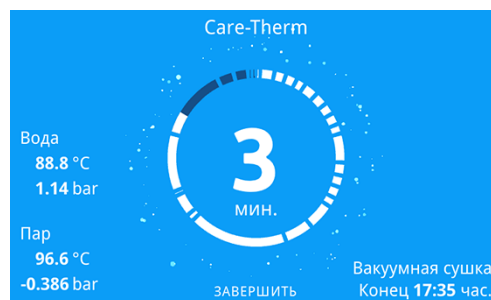 Care-Therm
Вода
88.8 °C
1.14 bar
3
мин.
Пар
96.6 °C
-0.386 bar
ЗАВЕРШИТЬ
Вакуумная сушка
Конец 17:35 час.